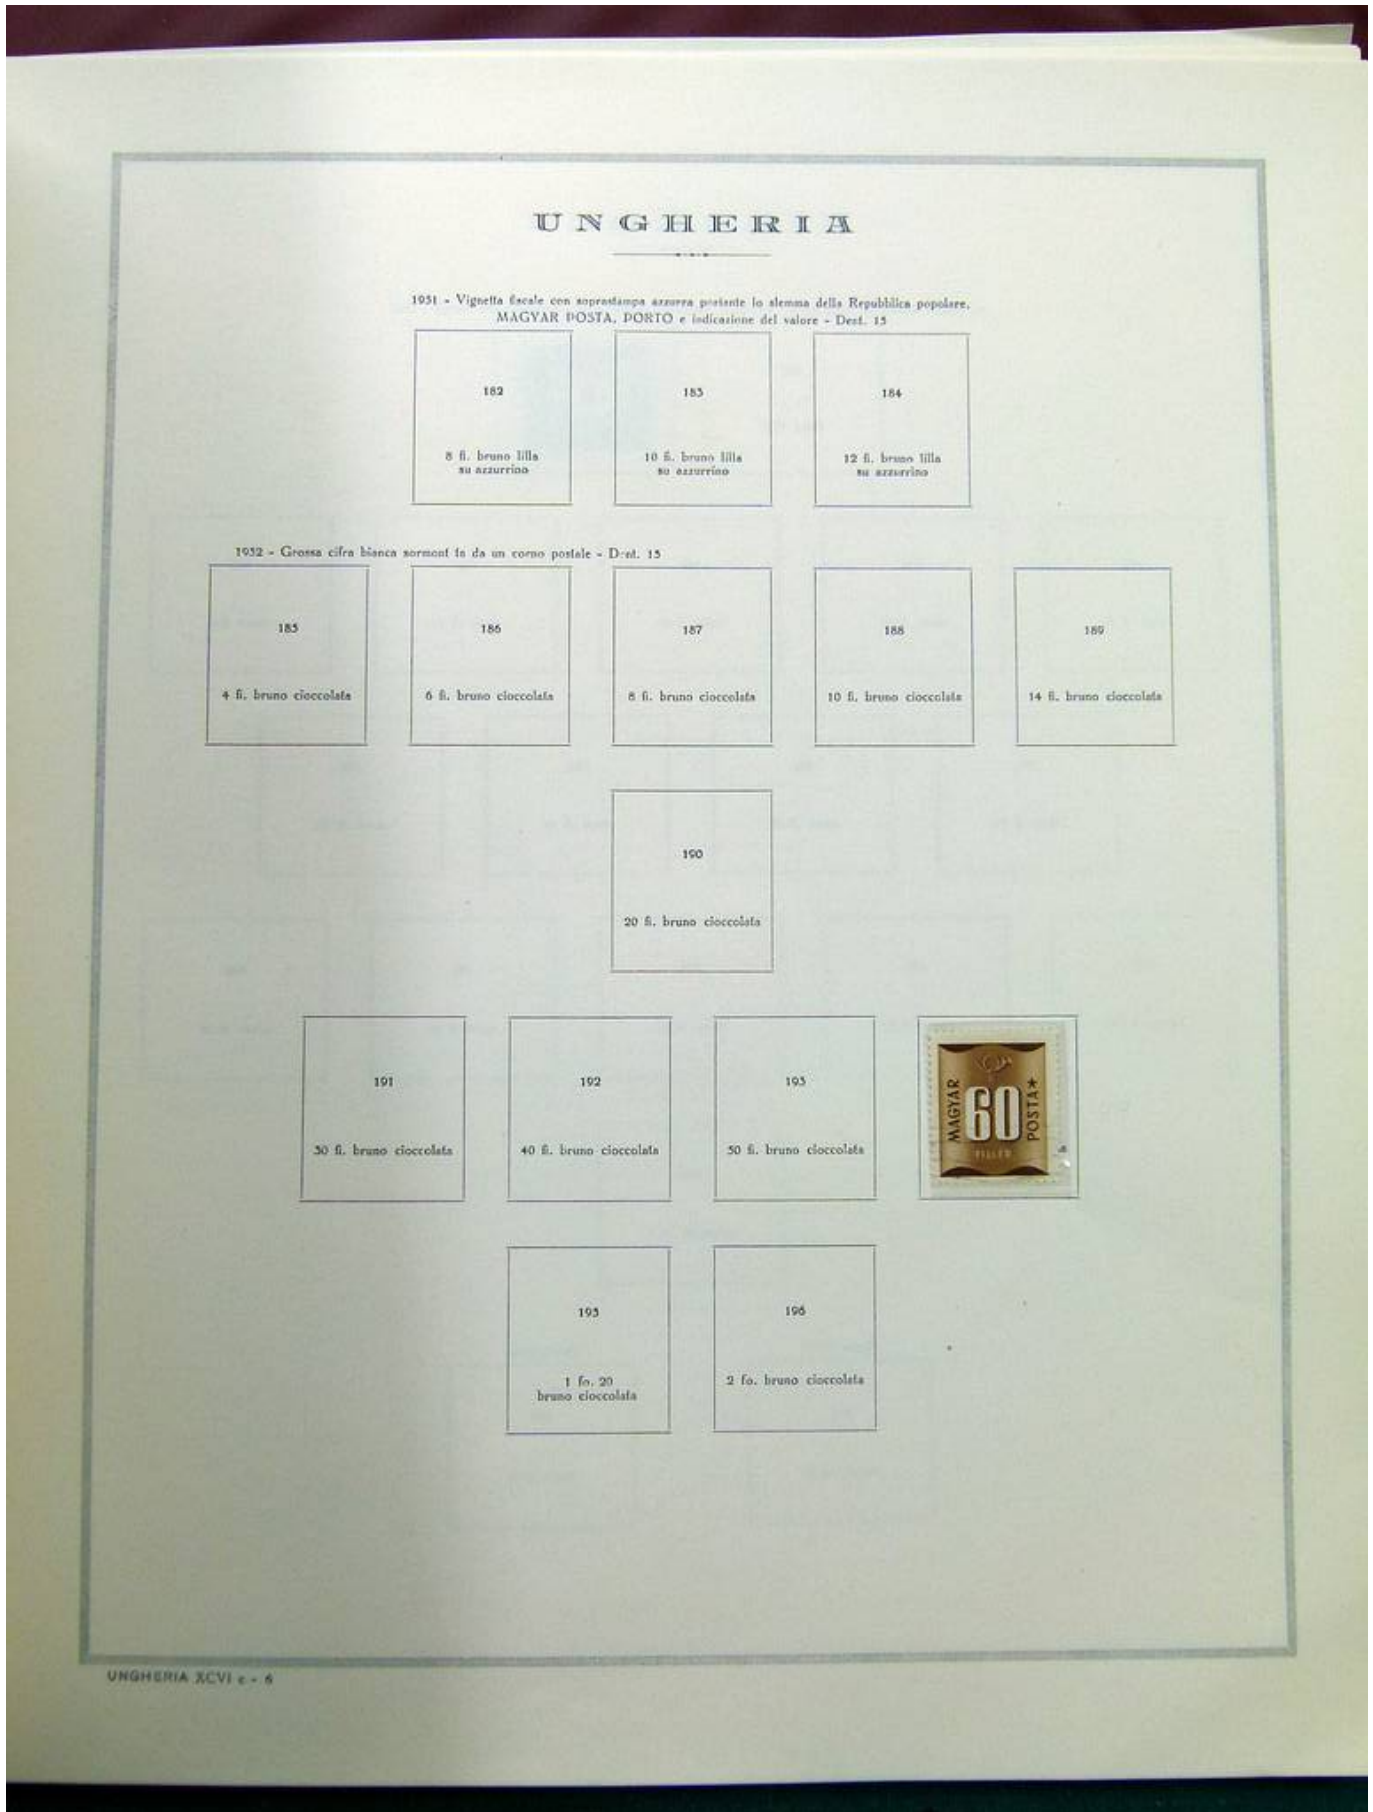 UNGHERIA
1951 - Vignetta fiscale con soprastampa azzurra portante lo stemma della Repubblica popolare,
MAGYAR POSTA, PORTO e indicazione del valore - Dent. 15
182
183
184
8 fi. bruno lilla
su azzurrino
10 fi. bruno lilla
su azzurrino
12 fi. bruno lilla
su azzurrino
1952 - Grossa cifra bianca sormont ta da un corno postale - Dent. 15
185
186
187
188
189
4 fi. bruno cioccolata
6 fi. bruno cioccolata
8 fi. bruno cioccolata
10 fi. bruno cioccolata
14 fi. bruno cioccolata
190
20 fi. bruno cioccolata
191
192
193
30 fi. bruno cioccolata
40 fi. bruno cioccolata
50 fi. bruno cioccolata
MAGYAR
60
POSTA★
FILLÉR
195
196
1 fo. 20
bruno cioccolata
2 fo. bruno cioccolata
UNGHERIA XCVI c - 6